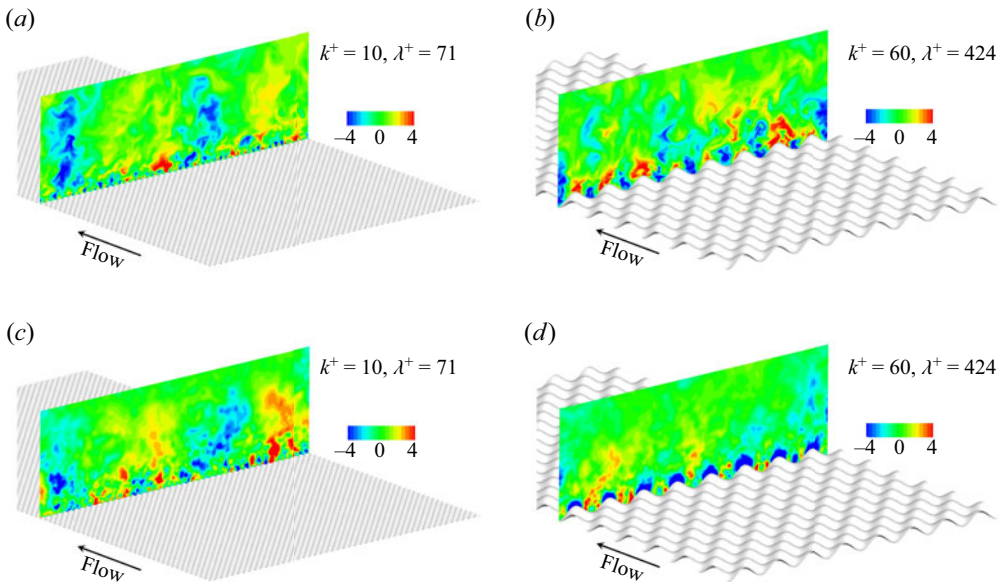 (a)
k+ = 10, λ+ = 71
–4 0 4
Flow
(b)
k+ = 60, λ+ = 424
–4 0 4
Flow
(c)
k+ = 10, λ+ = 71
–4 0 4
Flow
(d)
k+ = 60, λ+ = 424
–4 0 4
Flow